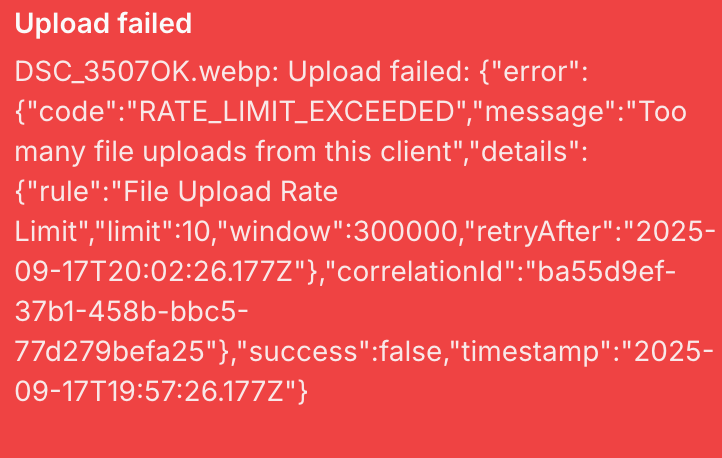 Upload failed
DSC_3507OK.webp: Upload failed: {"error":
{"code":"RATE_LIMIT_EXCEEDED","message":"Too
many file uploads from this client","details":
{"rule":"File Upload Rate
Limit","limit":10,"window":300000,"retryAfter":"2025-
09-17T20:02:26.177Z"},"correlationId":"ba55d9ef-
37b1-458b-bbc5-
77d279befa25"},"success":false,"timestamp":"2025-
09-17T19:57:26.177Z"}